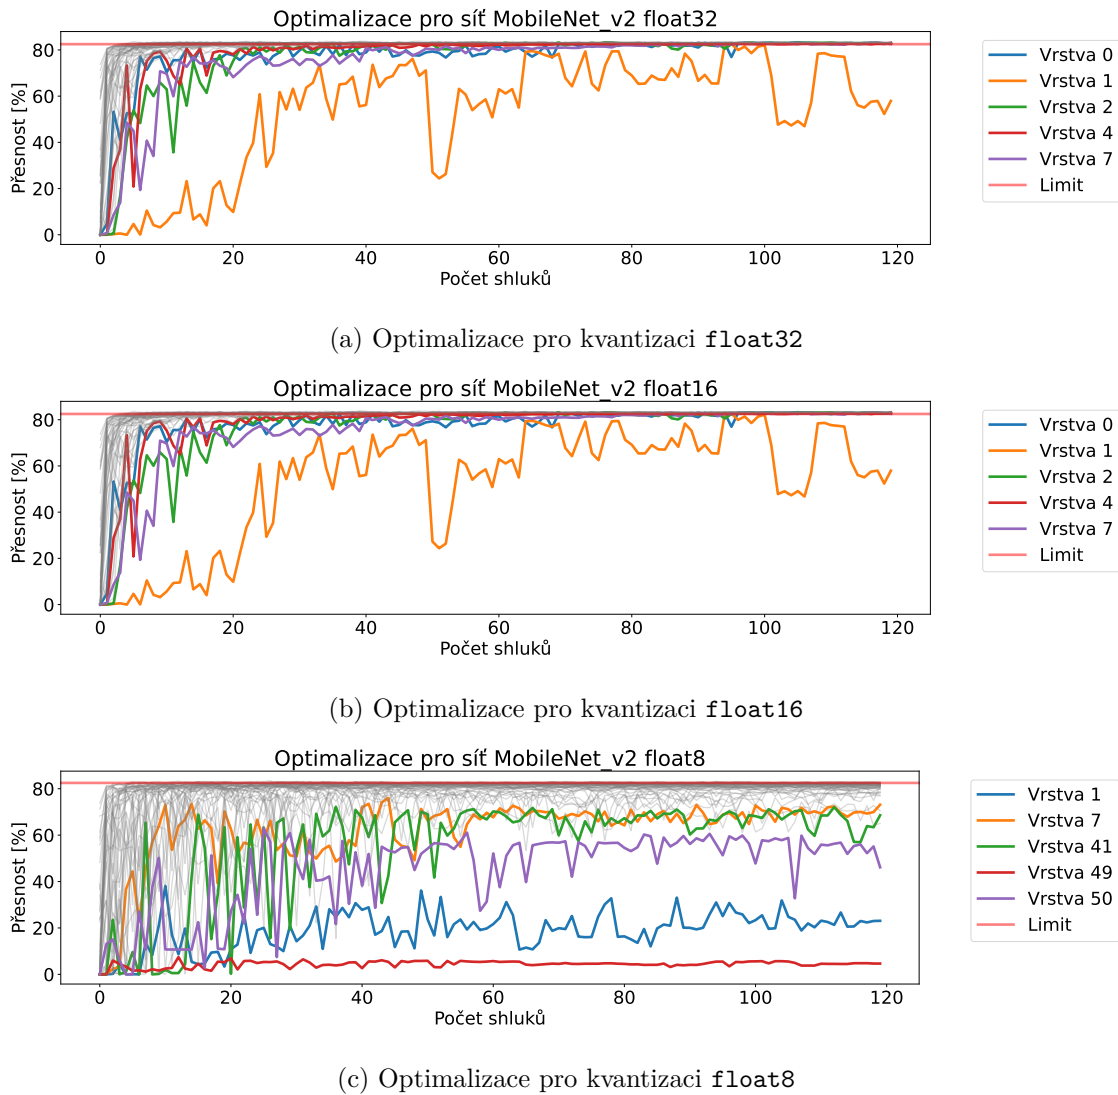 Optimalizace pro síť MobileNet_v2 float32
Přesnost [%]
80
60
40
20
0
0 20 40 60 80 100 120
Počet shluků
Vrstva 0
Vrstva 1
Vrstva 2
Vrstva 4
Vrstva 7
Limit
(a) Optimalizace pro kvantizaci float32
Optimalizace pro síť MobileNet_v2 float16
Přesnost [%]
80
60
40
20
0
0 20 40 60 80 100 120
Počet shluků
Vrstva 0
Vrstva 1
Vrstva 2
Vrstva 4
Vrstva 7
Limit
(b) Optimalizace pro kvantizaci float16
Optimalizace pro síť MobileNet_v2 float8
Přesnost [%]
80
60
40
20
0
0 20 40 60 80 100 120
Počet shluků
Vrstva 1
Vrstva 7
Vrstva 41
Vrstva 49
Vrstva 50
Limit
(c) Optimalizace pro kvantizaci float8